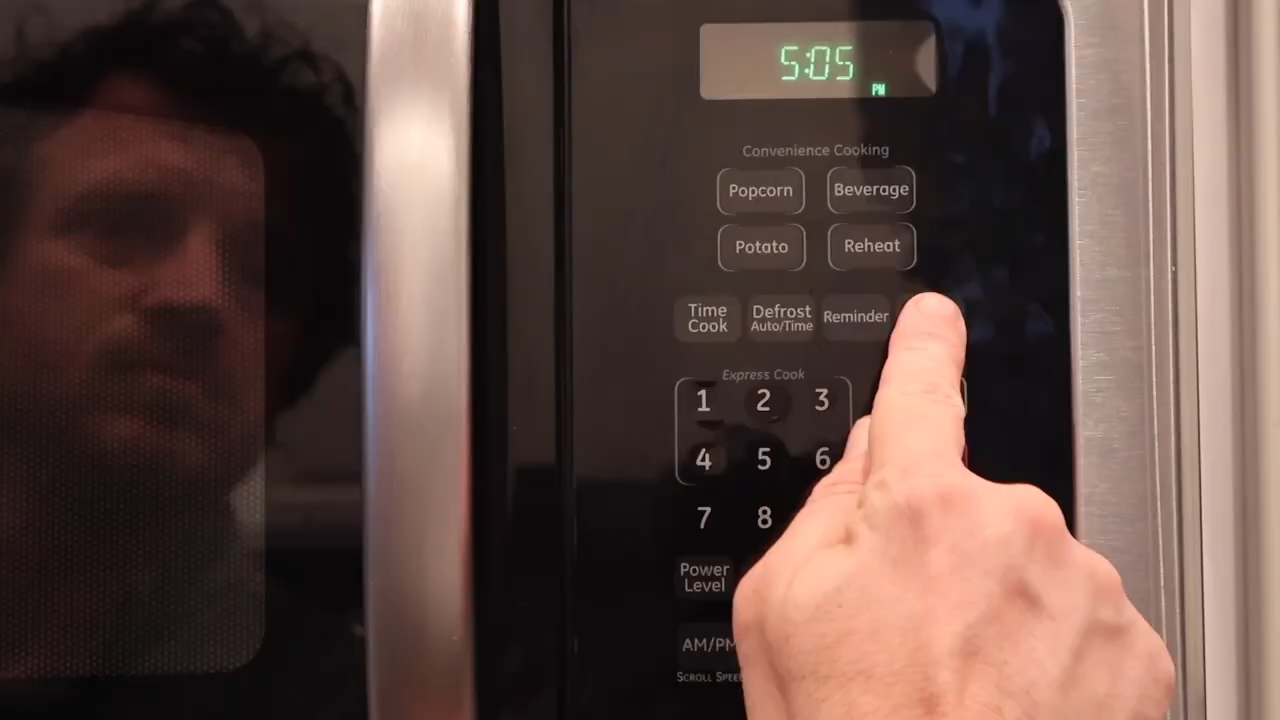 5:05
PM
Convenience Cooking
Popcorn Beverage
Potato Reheat
Time Cook
Defrost Auto/Time
Reminder
Express Cook
1 2 3
4 5 6
7 8
Power Level
AM/PM
SCROLL SPEED